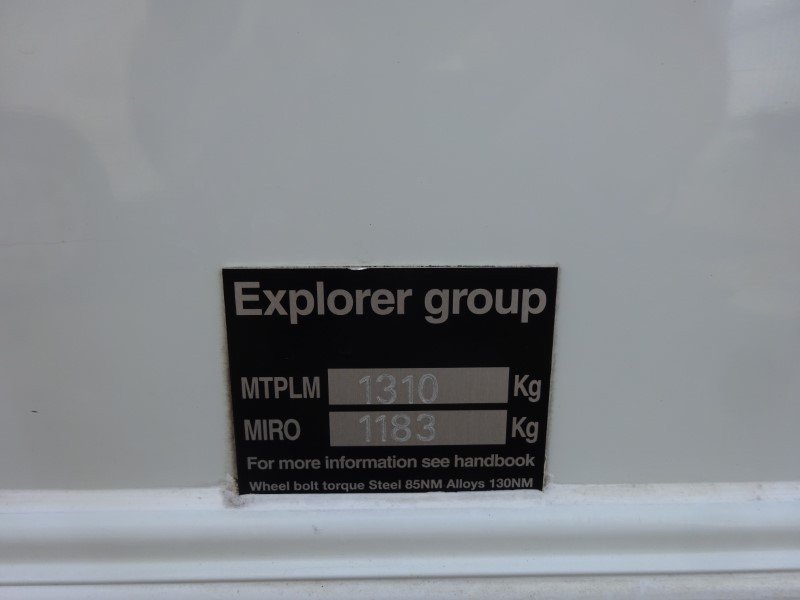 Explorer group
MTPLM 1310 Kg
MIRO 1183 Kg
For more information see handbook
Wheel bolt torque Steel 85NM Alloys 130NM